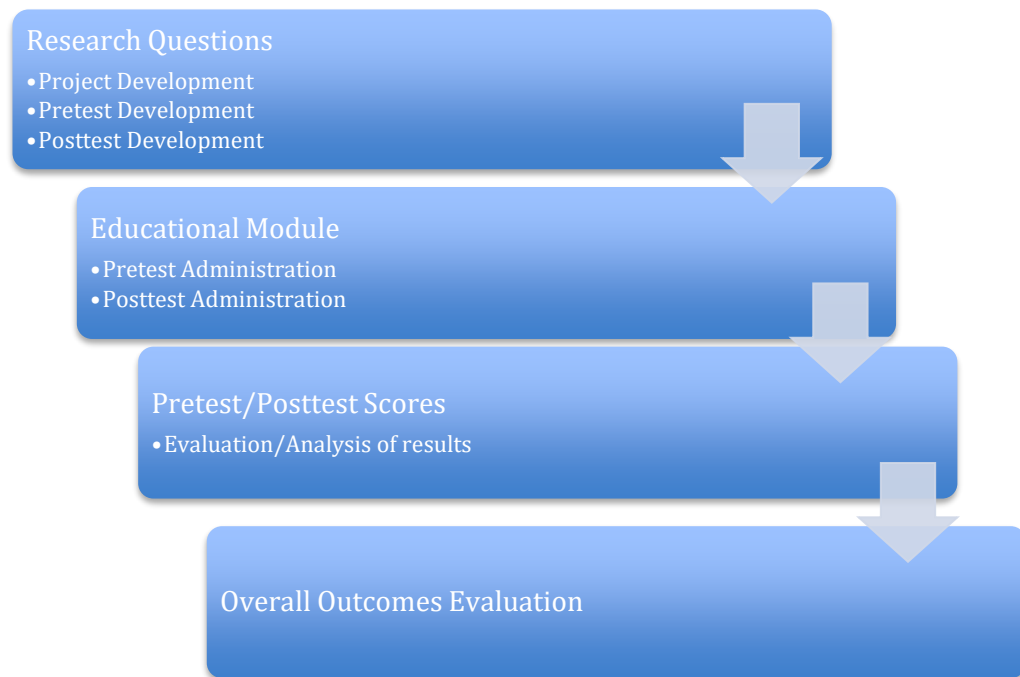 Research Questions
•Project Development
•Pretest Development
•Posttest Development
Educational Module
•Pretest Administration
•Posttest Administration
Pretest/Posttest Scores
•Evaluation/Analysis of results
Overall Outcomes Evaluation